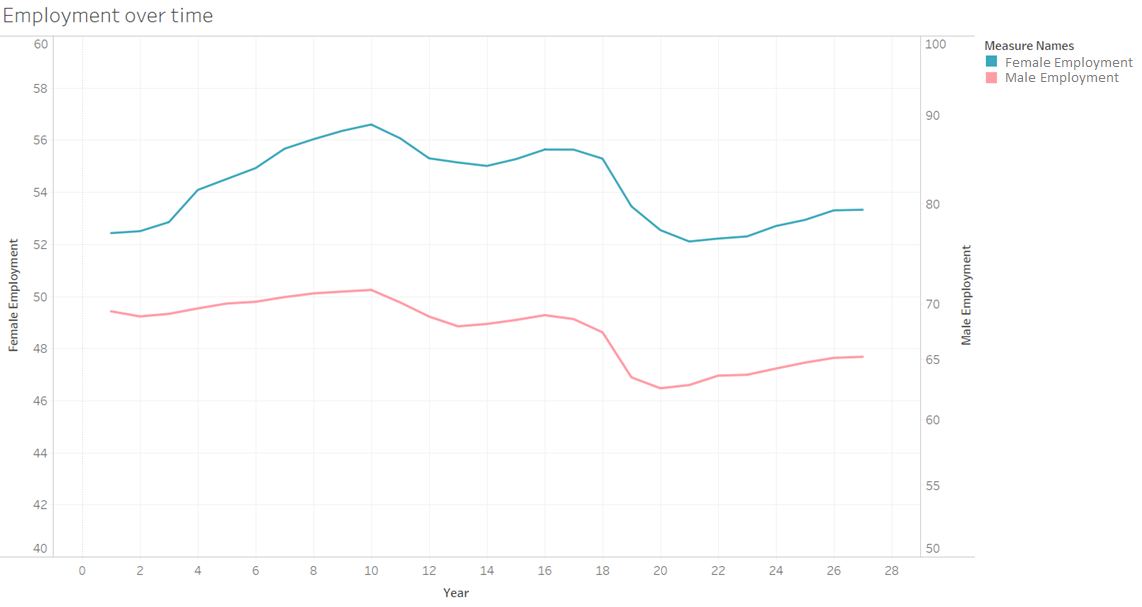 Employment over time
60
58
56
54
52
50
48
46
44
42
40
Female Employment
0 2 4 6 8 10 12 14 16 18 20 22 24 26 28
Year
100
90
80
70
65
60
55
50
Male Employment
Measure Names
Female Employment
Male Employment